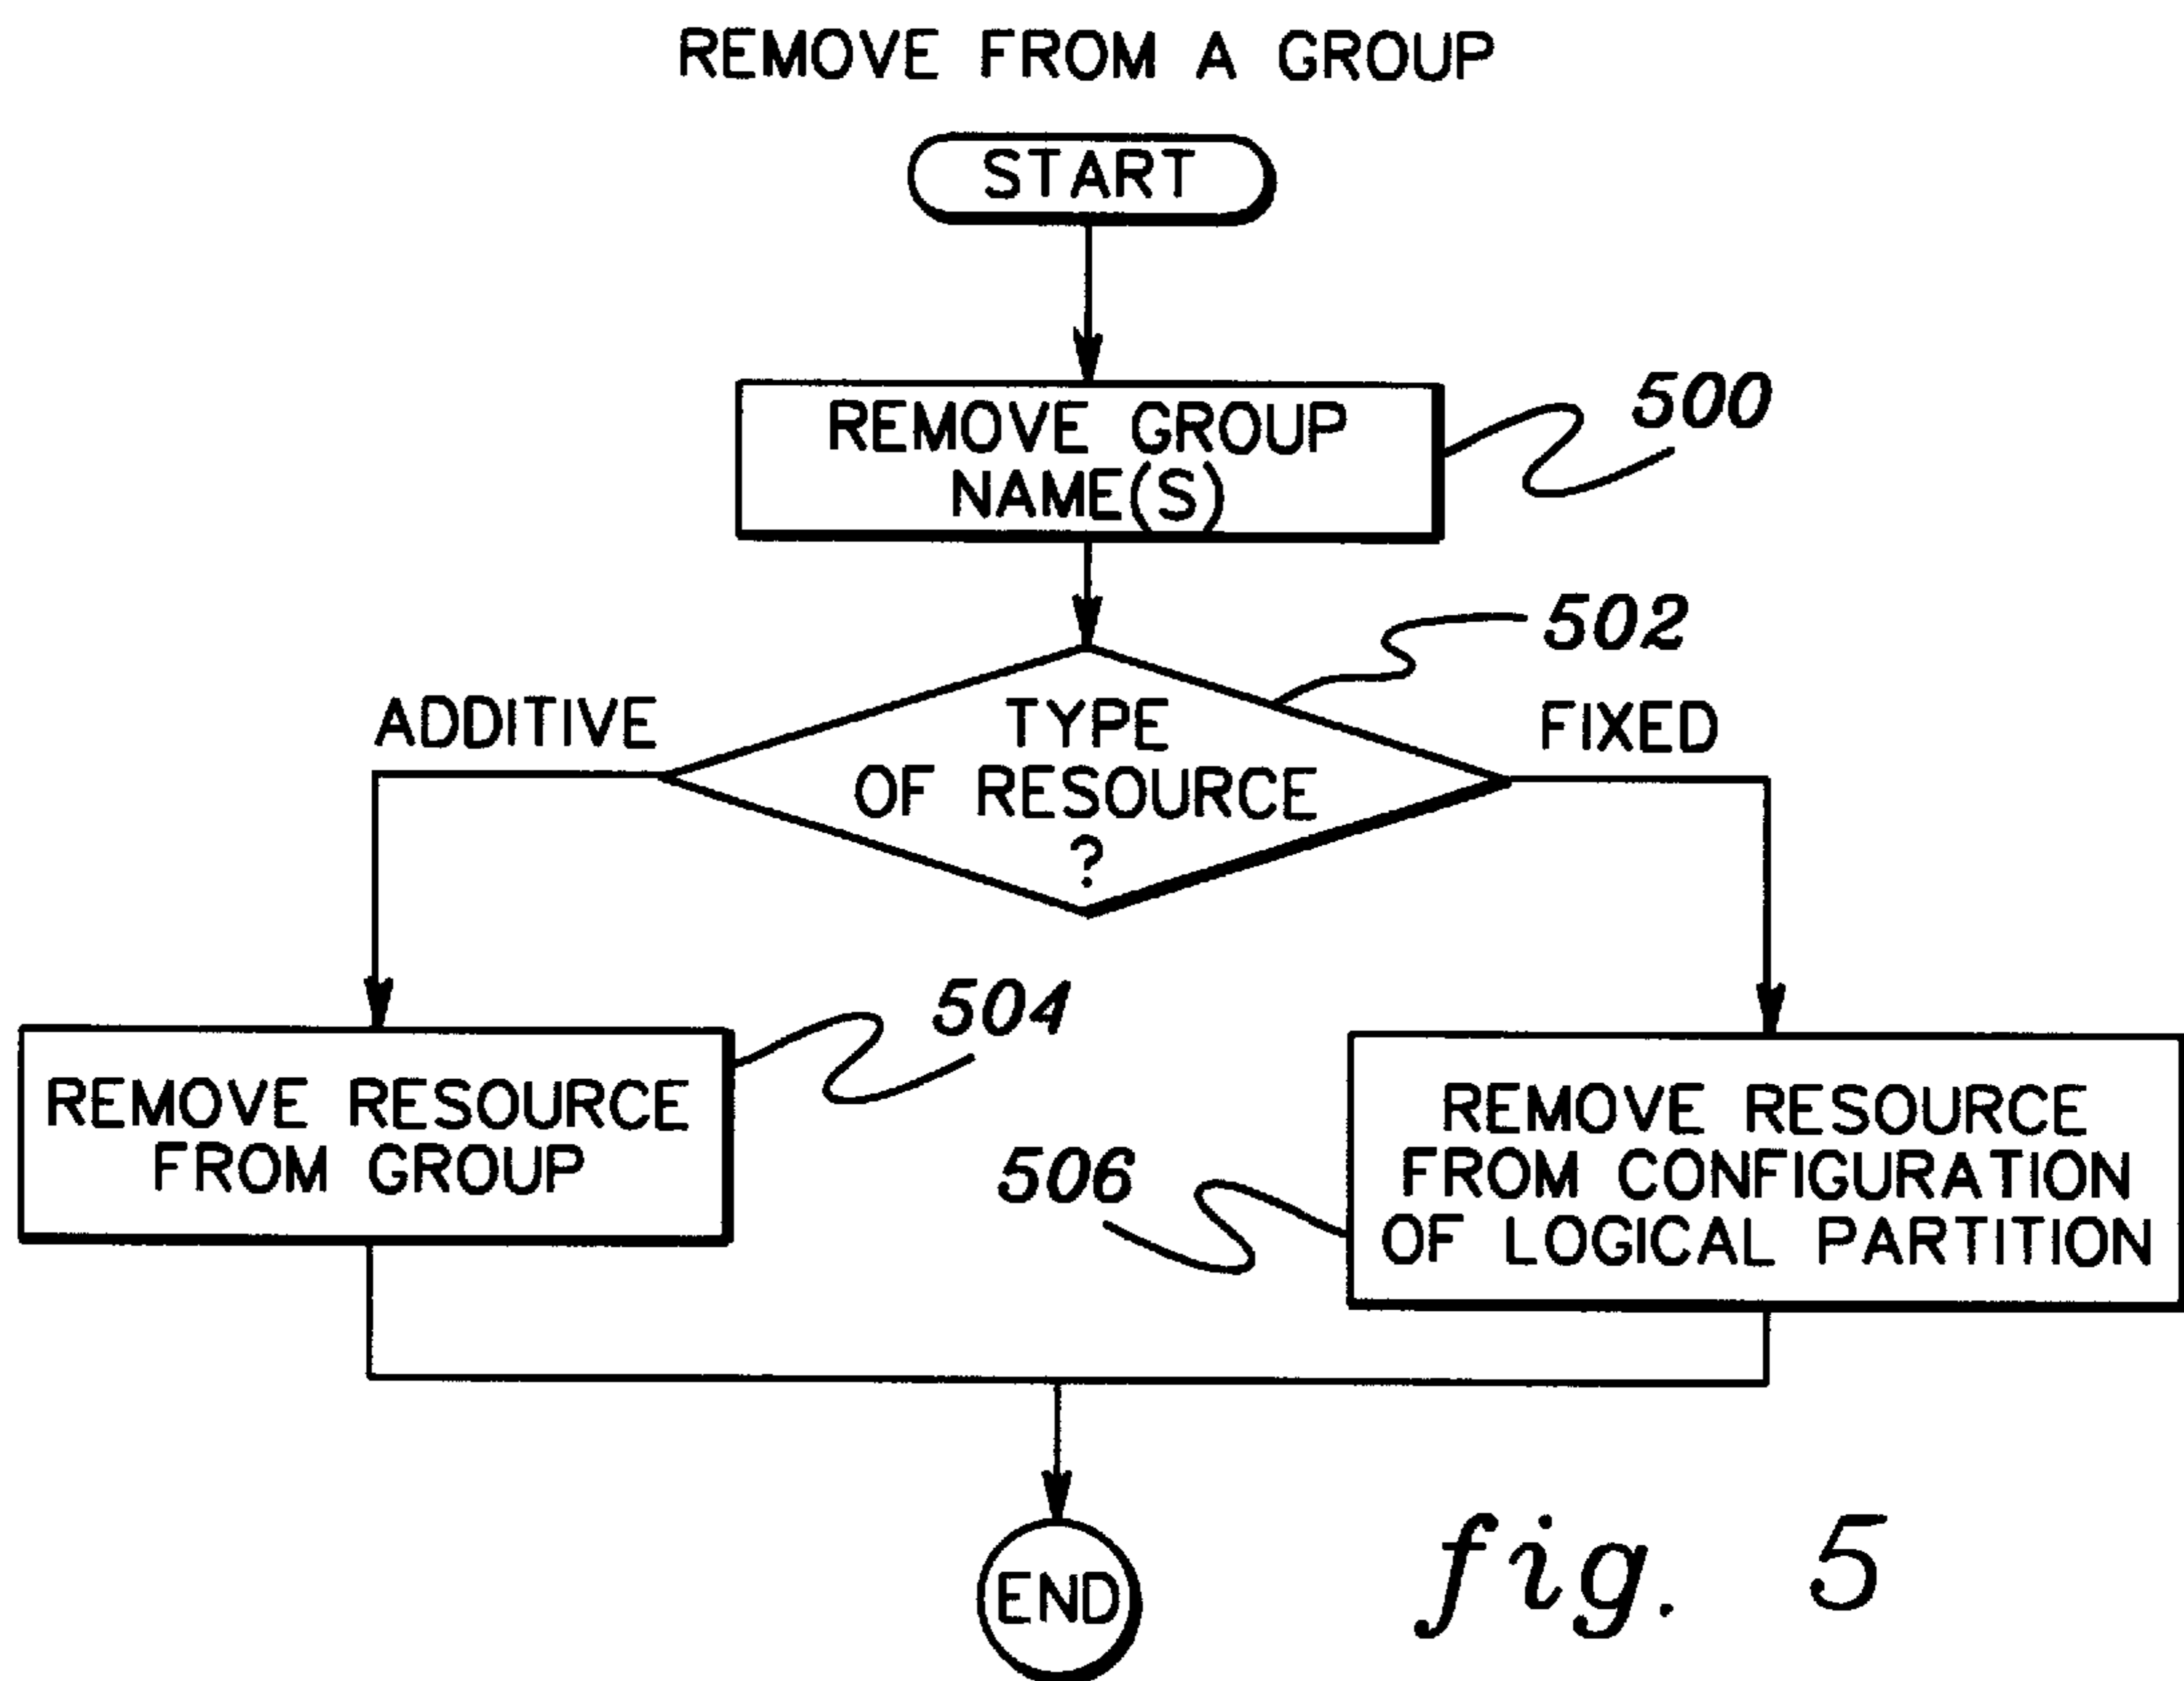 REMOVE FROM A GROUP
START
REMOVE GROUP
NAME(S)
500
502
ADDITIVE
TYPE
OF RESOURCE
?
FIXED
504
REMOVE RESOURCE
FROM GROUP
506
REMOVE RESOURCE
FROM CONFIGURATION
OF LOGICAL PARTITION
END
fig. 5